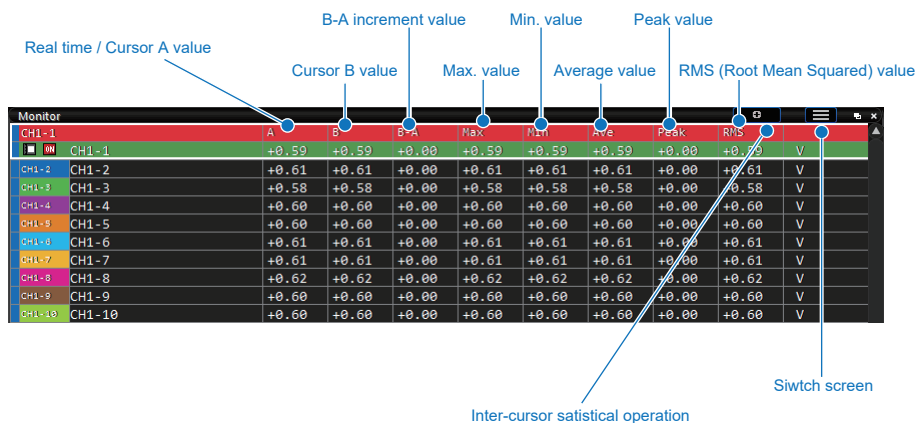 B-A increment value Min. value Peak value
Real time / Cursor A value
Cursor B value Max. value Average value RMS (Root Mean Squared) value
Monitor
CH1-1 A B B-A Max Min Ave Peak RMS
ON CH1-1 +0.59 +0.59 +0.00 +0.59 +0.59 +0.59 +0.00 +0.59 V
CH1-2 CH1-2 +0.61 +0.61 +0.00 +0.61 +0.61 +0.61 +0.00 +0.61 V
CH1-3 CH1-3 +0.58 +0.58 +0.00 +0.58 +0.58 +0.58 +0.00 +0.58 V
CH1-4 CH1-4 +0.60 +0.60 +0.00 +0.60 +0.60 +0.60 +0.00 +0.60 V
CH1-5 CH1-5 +0.60 +0.60 +0.00 +0.60 +0.60 +0.60 +0.00 +0.60 V
CH1-6 CH1-6 +0.61 +0.61 +0.00 +0.61 +0.61 +0.61 +0.00 +0.61 V
CH1-7 CH1-7 +0.61 +0.61 +0.00 +0.61 +0.61 +0.61 +0.00 +0.61 V
CH1-8 CH1-8 +0.62 +0.62 +0.00 +0.62 +0.62 +0.62 +0.00 +0.62 V
CH1-9 CH1-9 +0.60 +0.60 +0.00 +0.60 +0.60 +0.60 +0.00 +0.60 V
CH1-10 CH1-10 +0.60 +0.60 +0.00 +0.60 +0.60 +0.60 +0.00 +0.60 V
Siwtch screen
Inter-cursor satistical operation